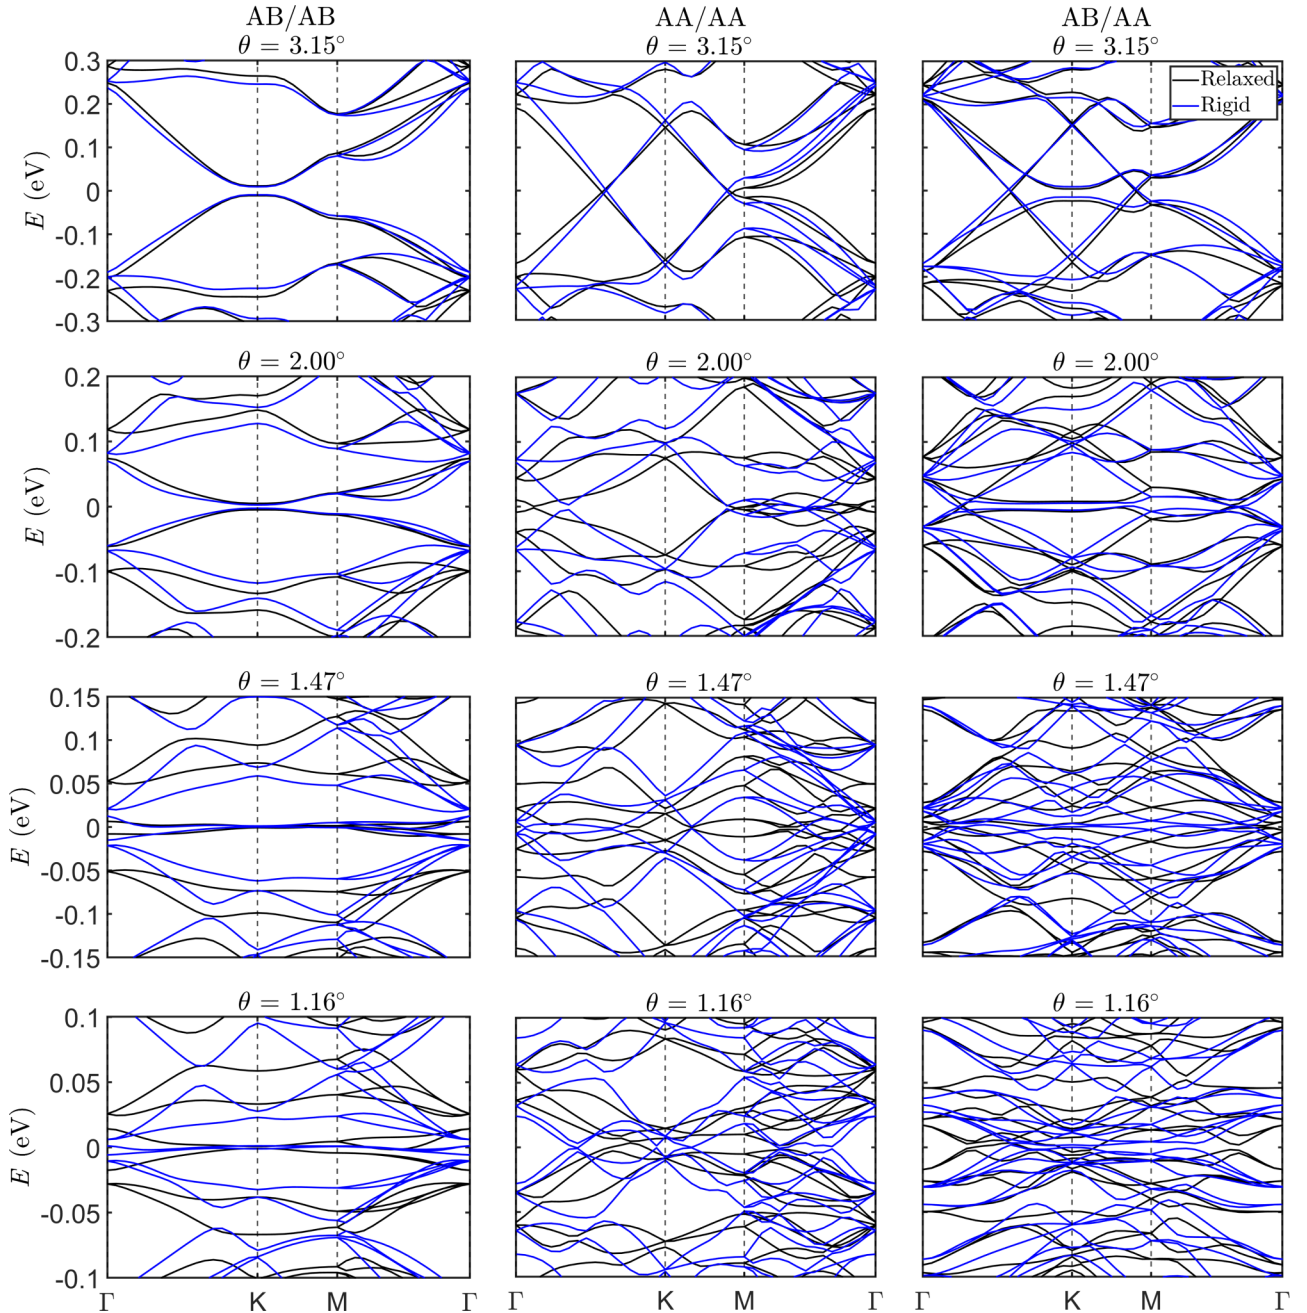 AB/AB AA/AA AB/AA
θ = 3.15° θ = 3.15° θ = 3.15°
0.3
0.2
0.1
0
-0.1
-0.2
-0.3
E (eV)
Relaxed
Rigid
θ = 2.00° θ = 2.00° θ = 2.00°
0.2
0.1
0
-0.1
-0.2
E (eV)
θ = 1.47° θ = 1.47° θ = 1.47°
0.15
0.1
0.05
0
-0.05
-0.1
-0.15
E (eV)
θ = 1.16° θ = 1.16° θ = 1.16°
0.1
0.05
0
-0.05
-0.1
E (eV)
Γ K M Γ Γ K M Γ Γ K M Γ